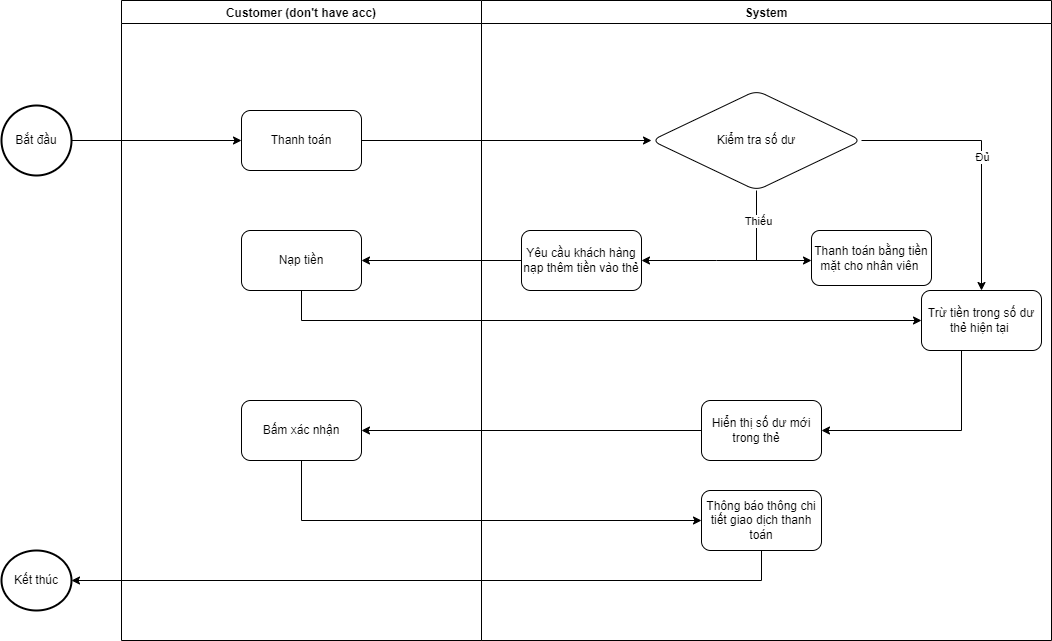 Customer (don't have acc)
System
Bắt đầu
Thanh toán
Kiểm tra số dư
Đủ
Thiếu
Nạp tiền
Yêu cầu khách hàng
nạp thêm tiền vào thẻ
Thanh toán bằng tiền
mặt cho nhân viên
Trừ tiền trong số dư
thẻ hiện tại
Bấm xác nhận
Hiển thị số dư mới
trong thẻ
Thông báo thông chi
tiết giao dịch thanh
toán
Kết thúc